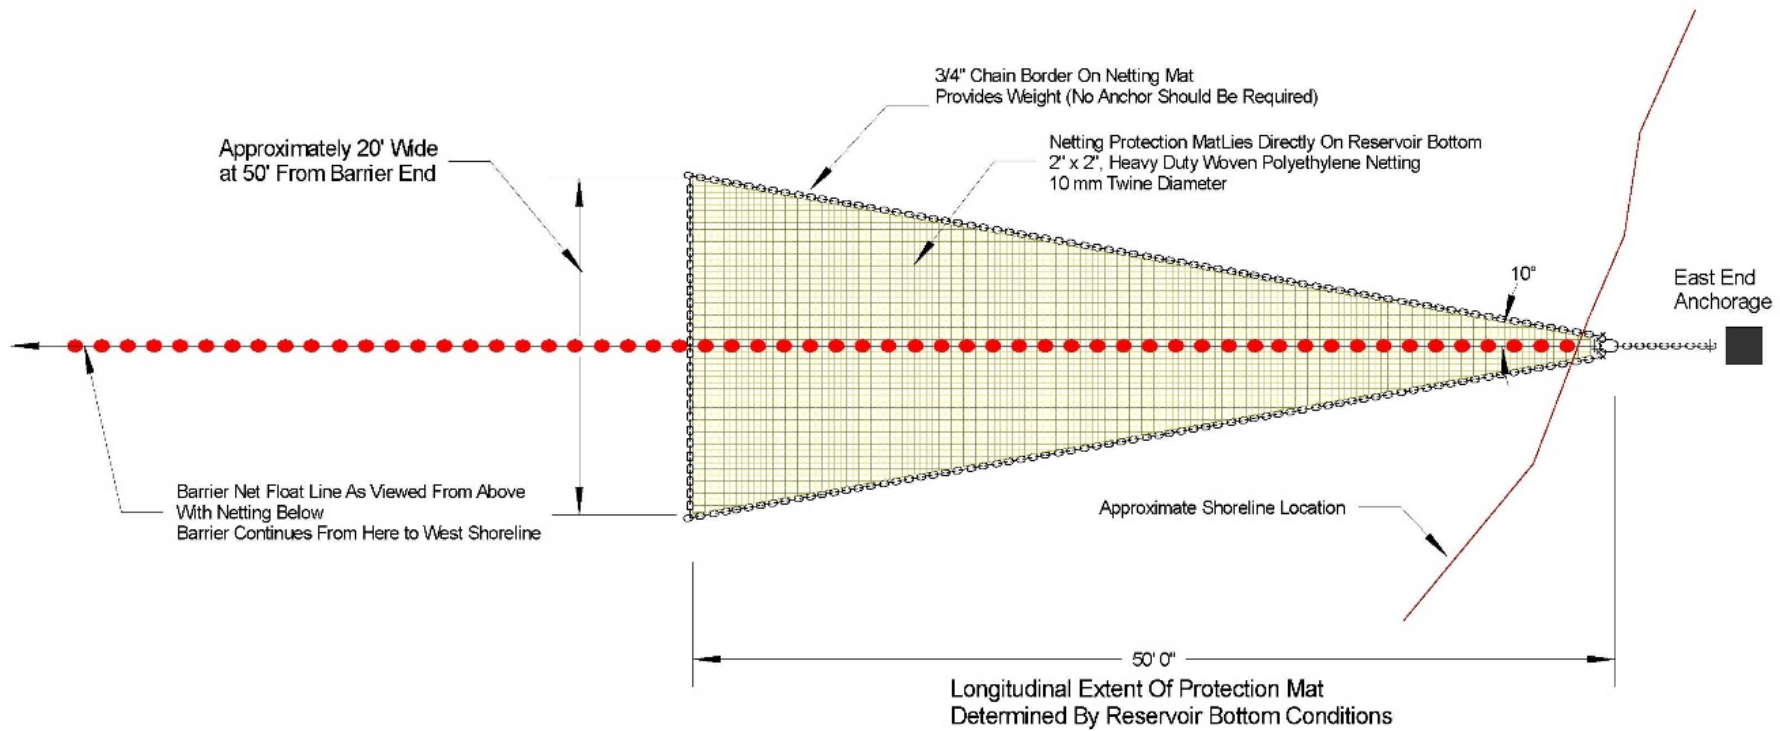 3/4" Chain Border On Netting Mat
Provides Weight (No Anchor Should Be Required)
Approximately 20' Wide
at 50' From Barrier End
Netting Protection MatLies Directly On Reservoir Bottom
2" x 2", Heavy Duty Woven Polyethylene Netting
10 mm Twine Diameter
10°
East End
Anchorage
Barrier Net Float Line As Viewed From Above
With Netting Below
Barrier Continues From Here to West Shoreline
Approximate Shoreline Location
50' 0"
Longitudinal Extent Of Protection Mat
Determined By Reservoir Bottom Conditions